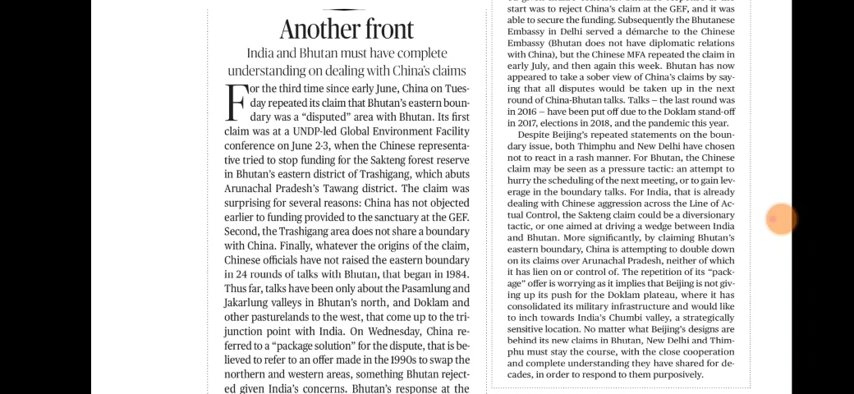 Another front
India and Bhutan must have complete
understanding on dealing with China's claims
For the third time since early June, China on Tues-
day repeated its claim that Bhutan's eastern boun-
dary was a “disputed” area with Bhutan. Its first
claim was at a UNDP-led Global Environment Facility
conference on June 2-3, when the Chinese representa-
tive tried to stop funding for the Sakteng forest reserve
in Bhutan's eastern district of Trashigang, which abuts
Arunachal Pradesh's Tawang district. The claim was
surprising for several reasons: China has not objected
earlier to funding provided to the sanctuary at the GEF.
Second, the Trashigang area does not share a boundary
with China. Finally, whatever the origins of the claim,
Chinese officials have not raised the eastern boundary
in 24 rounds of talks with Bhutan, that began in 1984.
Thus far, talks have been only about the Pasamlung and
Jakarlung valleys in Bhutan's north, and Doklam and
other pasturelands to the west, that come up to the tri-
junction point with India. On Wednesday, China re-
ferred to a “package solution” for the dispute, that is be-
lieved to refer to an offer made in the 1990s to swap the
northern and western areas, something Bhutan reject-
ed given India's concerns. Bhutan's response at the
start was to reject China's claim at the GEF, and it was
able to secure the funding. Subsequently the Bhutanese
Embassy in Delhi served a démarche to the Chinese
Embassy (Bhutan does not have diplomatic relations
with China), but the Chinese MFA repeated the claim in
early July, and then again this week. Bhutan has now
appeared to take a sober view of China's claims by say-
ing that all disputes would be taken up in the next
round of China-Bhutan talks. Talks — the last round was
in 2016 — have been put off due to the Doklam stand-off
in 2017, elections in 2018, and the pandemic this year.
Despite Beijing's repeated statements on the boun-
dary issue, both Thimphu and New Delhi have chosen
not to react in a rash manner. For Bhutan, the Chinese
claim may be seen as a pressure tactic: an attempt to
hurry the scheduling of the next meeting, or to gain lev-
erage in the boundary talks. For India, that is already
dealing with Chinese aggression across the Line of Ac-
tual Control, the Sakteng claim could be a diversionary
tactic, or one aimed at driving a wedge between India
and Bhutan. More significantly, by claiming Bhutan's
eastern boundary, China is attempting to double down
on its claims over Arunachal Pradesh, neither of which
it has lien on or control of. The repetition of its “pack-
age” offer is worrying as it implies that Beijing is not giv-
ing up its push for the Doklam plateau, where it has
consolidated its military infrastructure and would like
to inch towards India's Chumbi valley, a strategically
sensitive location. No matter what Beijing's designs are
behind its new claims in Bhutan, New Delhi and Thim-
phu must stay the course, with the close cooperation
and complete understanding they have shared for de-
cades, in order to respond to them purposively.